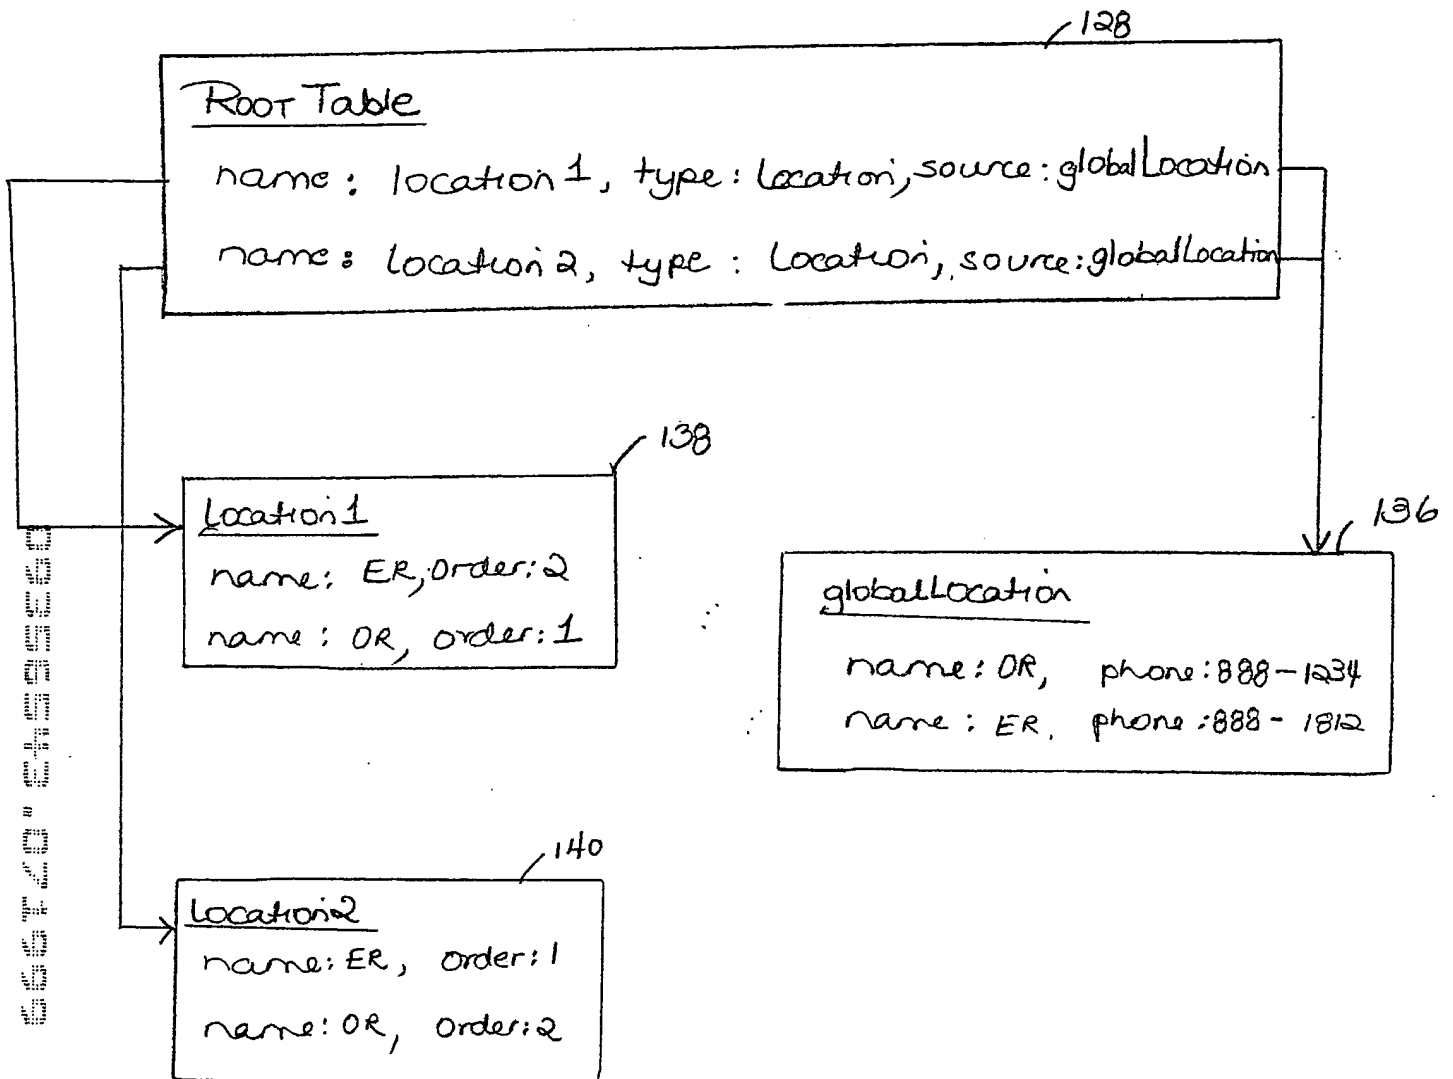 128
Root Table
name: location1, type: Location, source: globalLocation
name: location2, type: Location, source: globalLocation
138
Location1
name: ER, Order: 2
name: OR, order: 1
136
globalLocation
name: OR, phone: 888-1234
name: ER, phone: 888-1812
140
Location2
name: ER, order: 1
name: OR, Order: 2